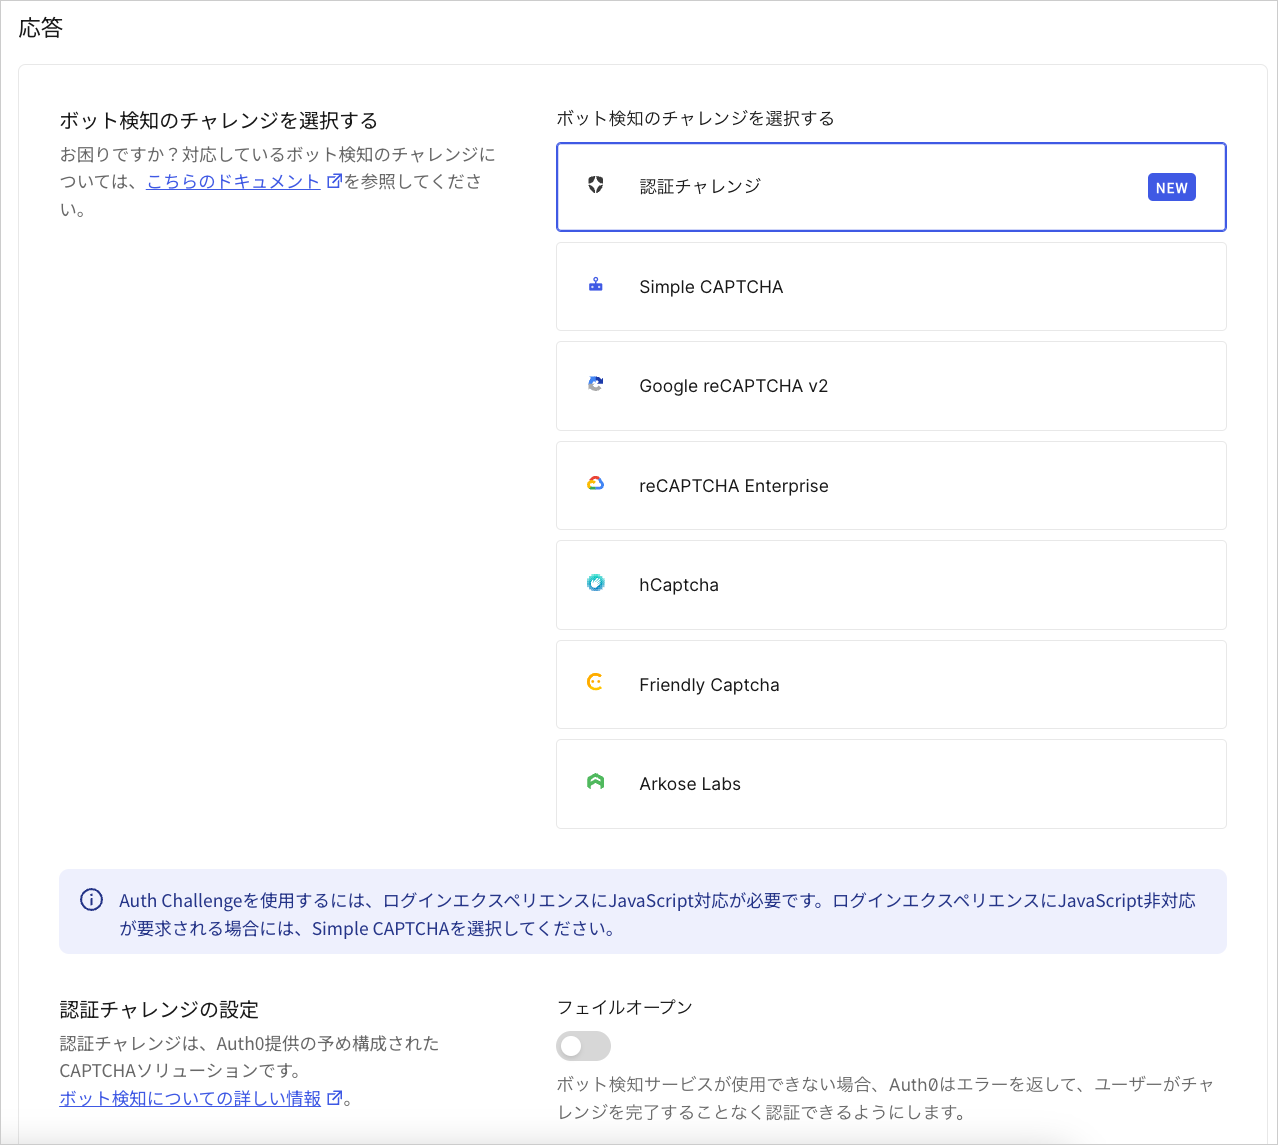 応答
ボット検知のチャレンジを選択する
お困りですか？対応しているボット検知のチャレンジに
ついては、こちらのドキュメントを参照してくださ
い。
ボット検知のチャレンジを選択する
認証チャレンジ
NEW
Simple CAPTCHA
Google reCAPTCHA v2
reCAPTCHA Enterprise
hCaptcha
Friendly Captcha
Arkose Labs
Auth Challengeを使用するには、ログインエクスペリエンスにJavaScript対応が必要です。ログインエクスペリエンスにJavaScript非対応
が要求される場合には、Simple CAPTCHAを選択してください。
認証チャレンジの設定
認証チャレンジは、Auth0提供の予め構成された
CAPTCHAソリューションです。
ボット検知についての詳しい情報。
フェイルオープン
ボット検知サービスが使用できない場合、Auth0はエラーを返して、ユーザーがチャ
レンジを完了することなく認証できるようにします。